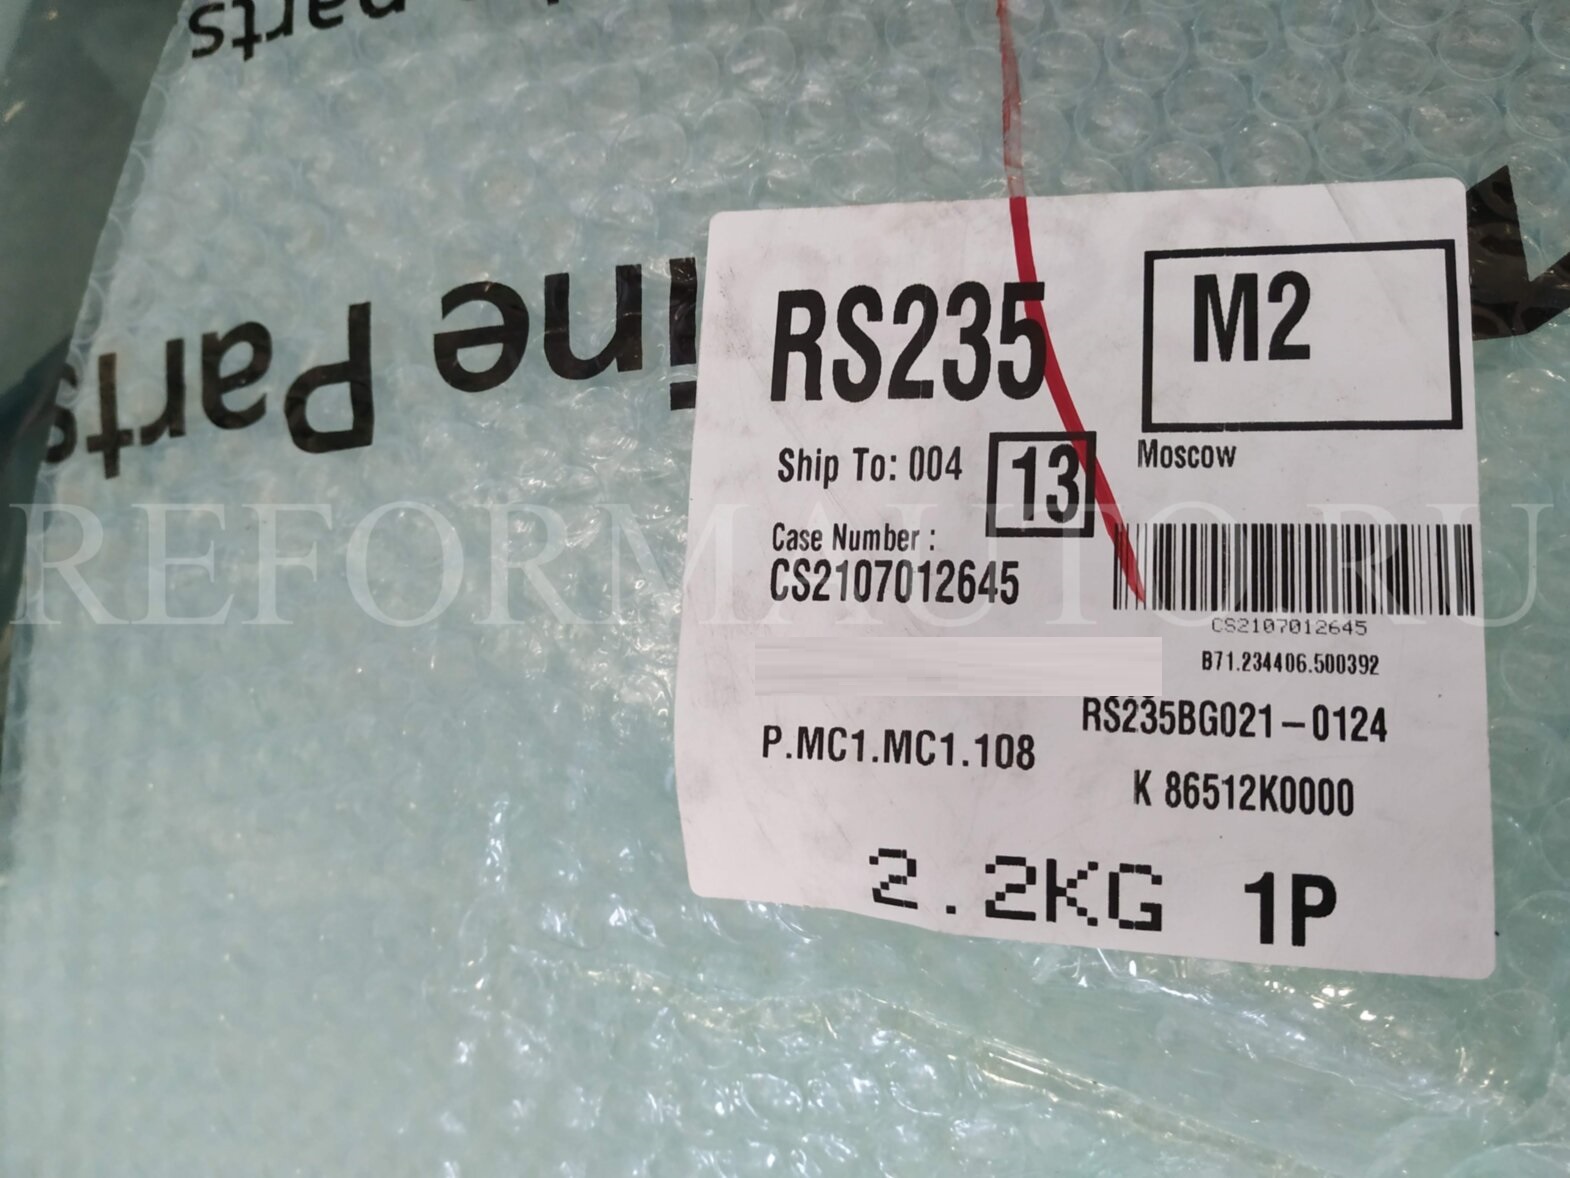 Parts
ine Parts
RS235
M2
Ship To: 004
13
Moscow
Case Number :
CS2107012645
CS2107012645
B71.234406.500392
RS235BG021-0124
P.MC1.MC1.108
K 86512K0000
2.2KG 1P
REFORMAUTO.RU